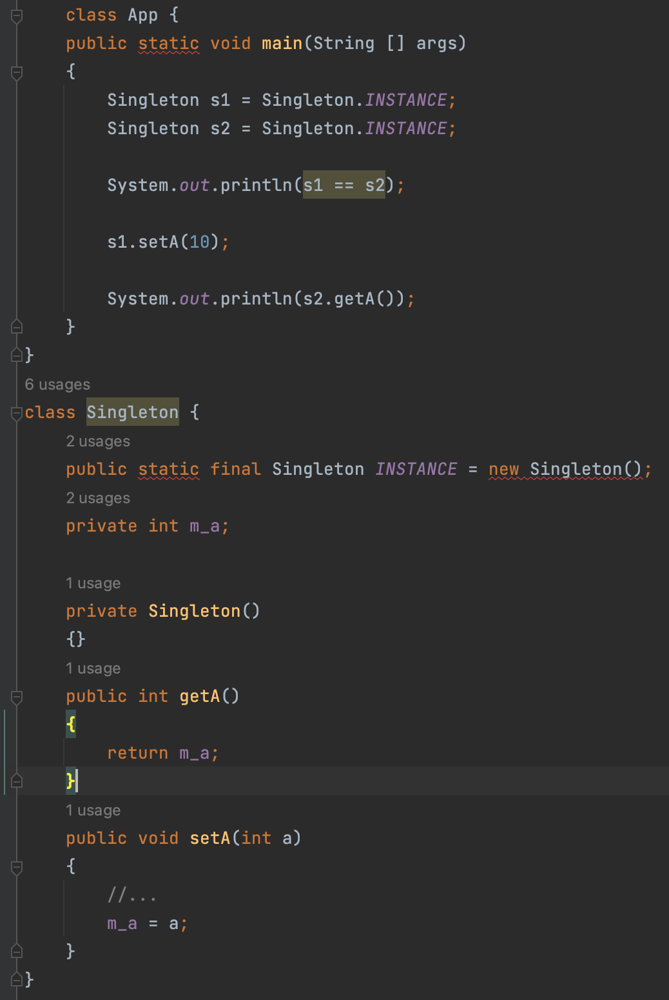 class App {
public static void main(String [] args)
{
Singleton s1 = Singleton.INSTANCE;
Singleton s2 = Singleton.INSTANCE;
System.out.println(s1 == s2);
s1.setA(10);
System.out.println(s2.getA());
}
}
6 usages
class Singleton {
2 usages
public static final Singleton INSTANCE = new Singleton();
2 usages
private int m_a;
1 usage
private Singleton()
{}
1 usage
public int getA()
{
return m_a;
}
1 usage
public void setA(int a)
{
//...
m_a = a;
}
}